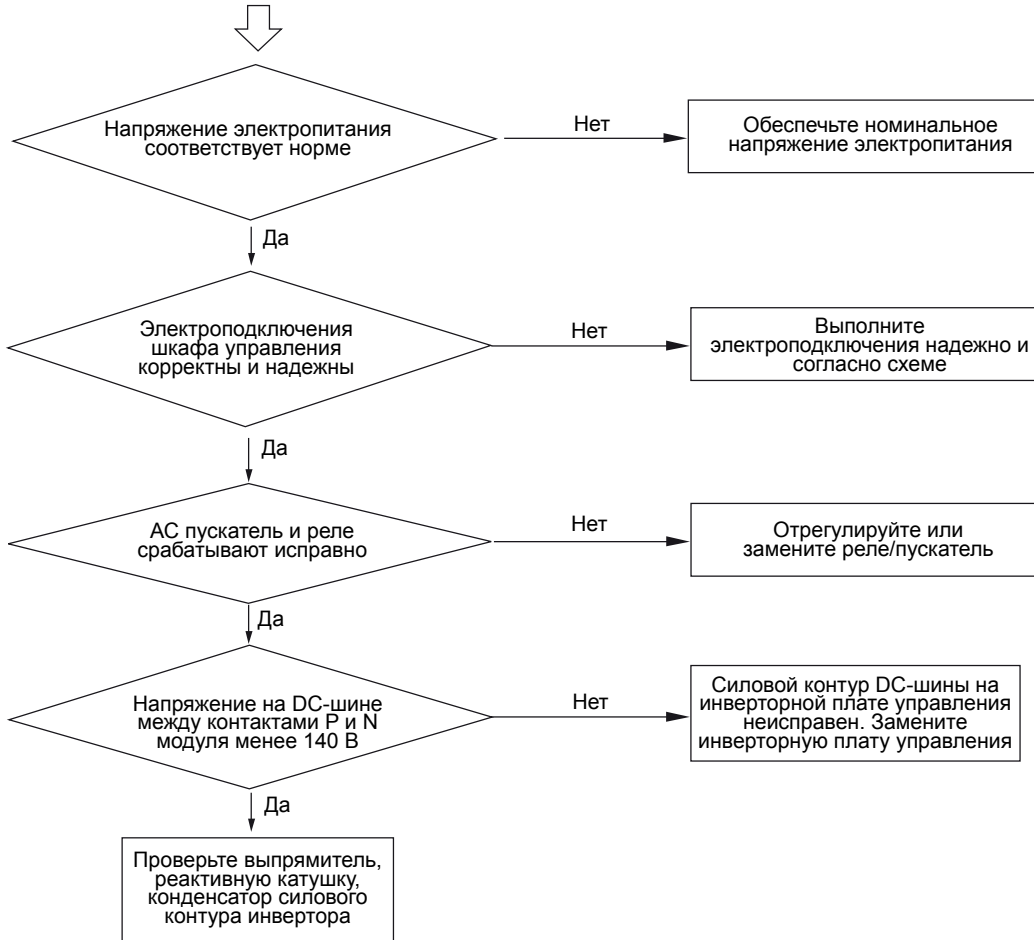 Напряжение электропитания
соответствует норме
Нет
Обеспечьте номинальное
напряжение электропитания
Да
Электроподключения
шкафа управления
корректны и надежны
Нет
Выполните
электроподключения надежно и
согласно схеме
Да
АС пускатель и реле
срабатывают исправно
Нет
Отрегулируйте или
замените реле/пускатель
Да
Напряжение на DC-шине
между контактами P и N
модуля менее 140 В
Нет
Силовой контур DC-шины на
инверторной плате управления
неисправен. Замените
инверторную плату управления
Да
Проверьте выпрямитель,
реактивную катушку,
конденсатор силового
контура инвертора